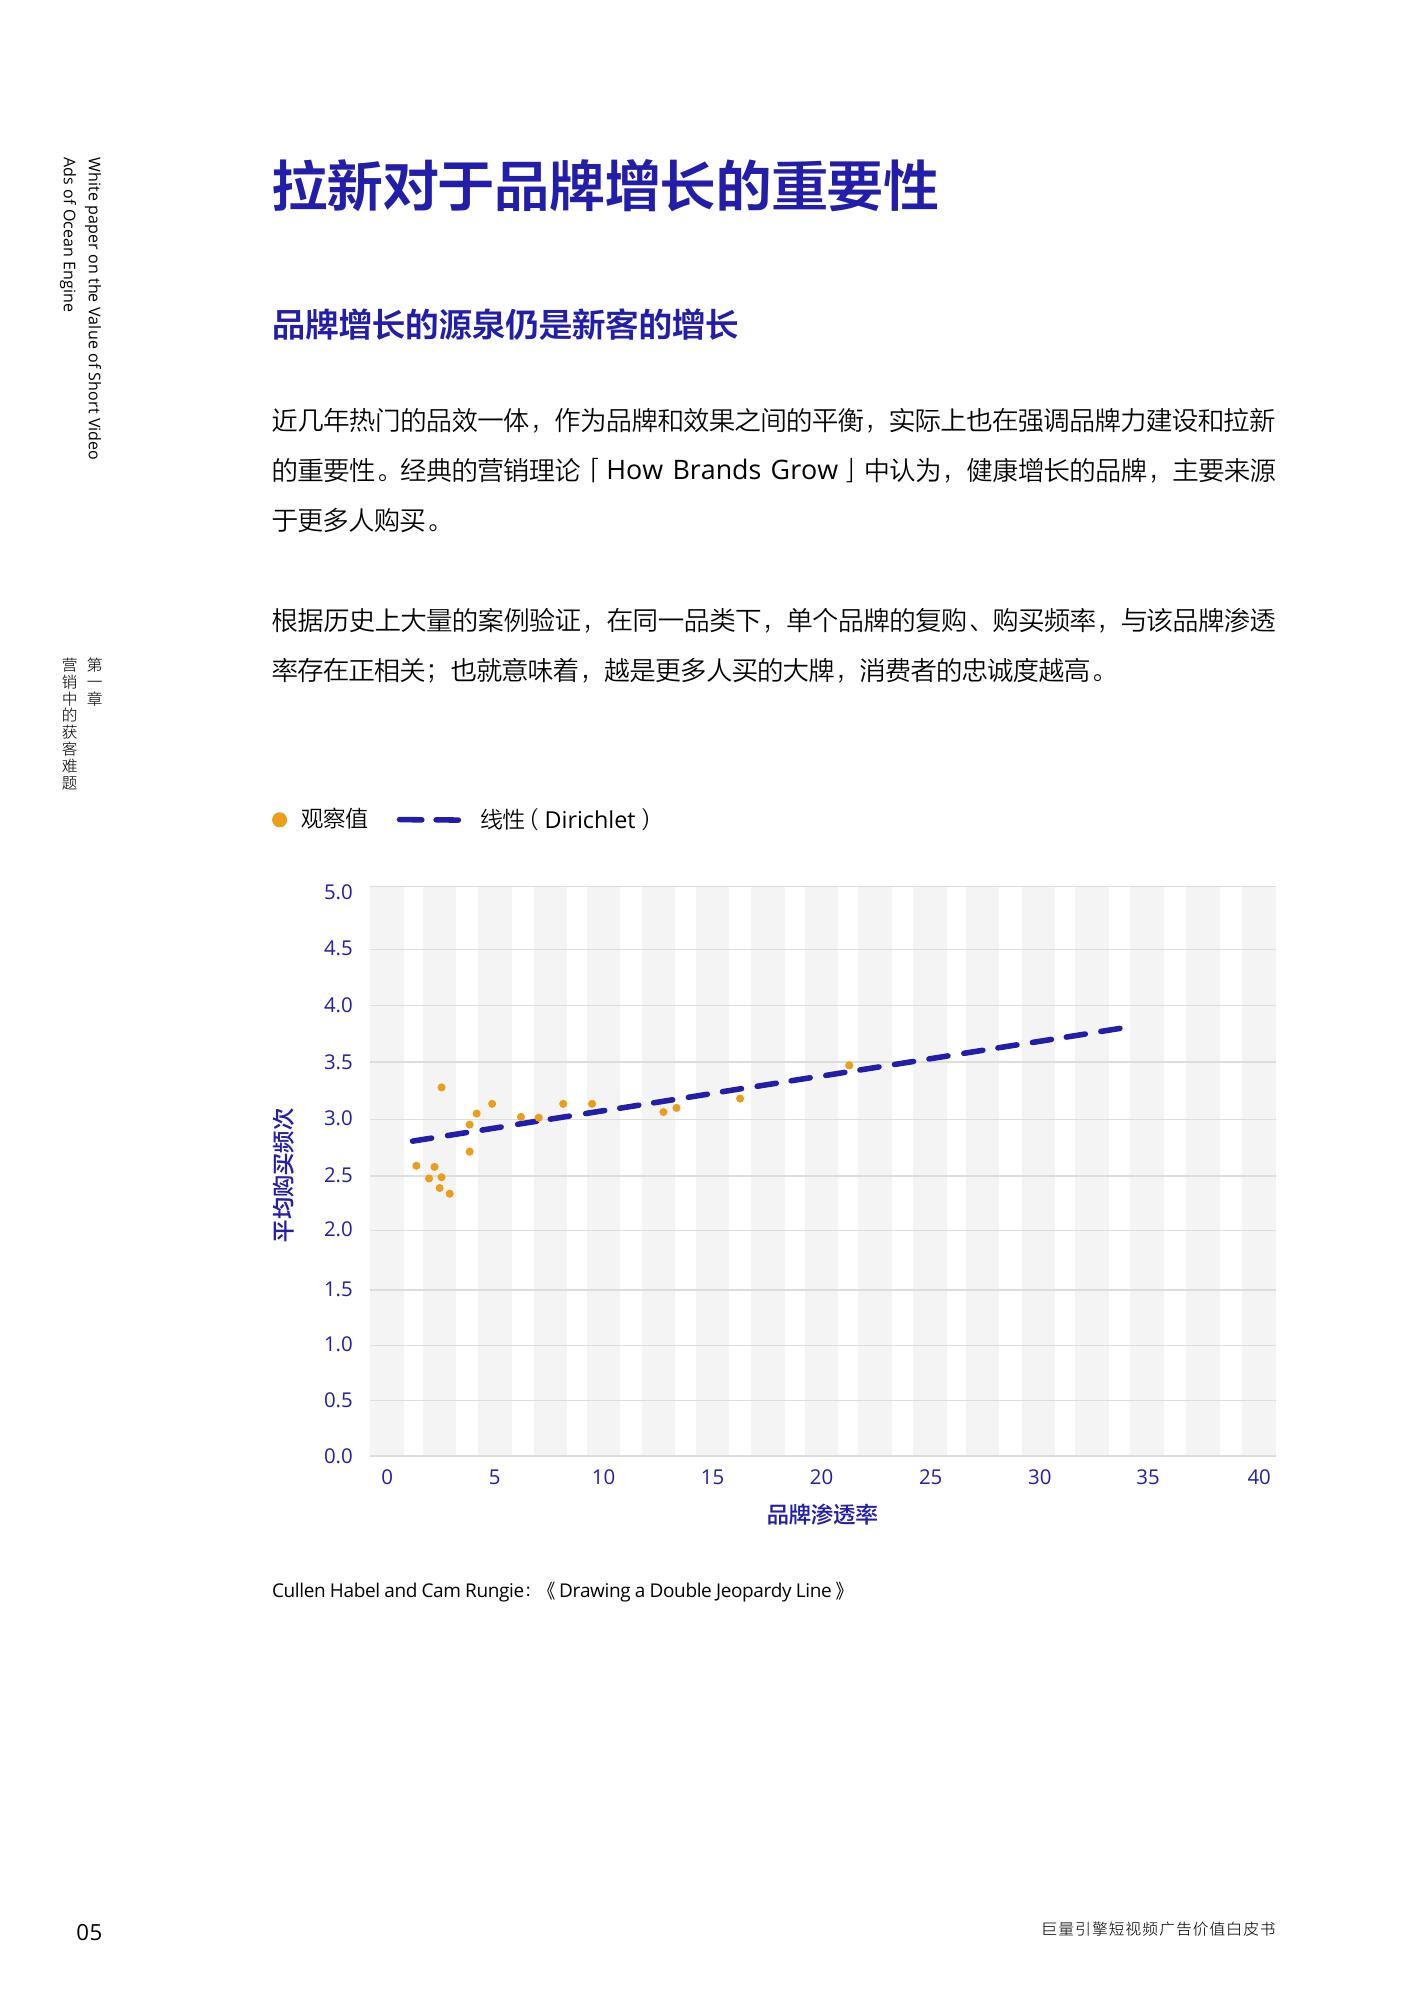 White paper on the Value of Short Video
Ads of Ocean Engine
第一章
营销中的获客难题
拉新对于品牌增长的重要性
品牌增长的源泉仍是新客的增长
近几年热门的品效一体，作为品牌和效果之间的平衡，实际上也在强调品牌力建设和拉新
的重要性。经典的营销理论「How Brands Grow」中认为，健康增长的品牌，主要来源
于更多人购买。
根据历史上大量的案例验证，在同一品类下，单个品牌的复购、购买频率，与该品牌渗透
率存在正相关；也就意味着，越是更多人买的大牌，消费者的忠诚度越高。
观察值 线性（Dirichlet）
5.0
4.5
4.0
3.5
3.0
2.5
2.0
1.5
1.0
0.5
0.0
平均购买频次
0 5 10 15 20 25 30 35 40
品牌渗透率
Cullen Habel and Cam Rungie：《Drawing a Double Jeopardy Line》
05
巨量引擎短视频广告价值白皮书